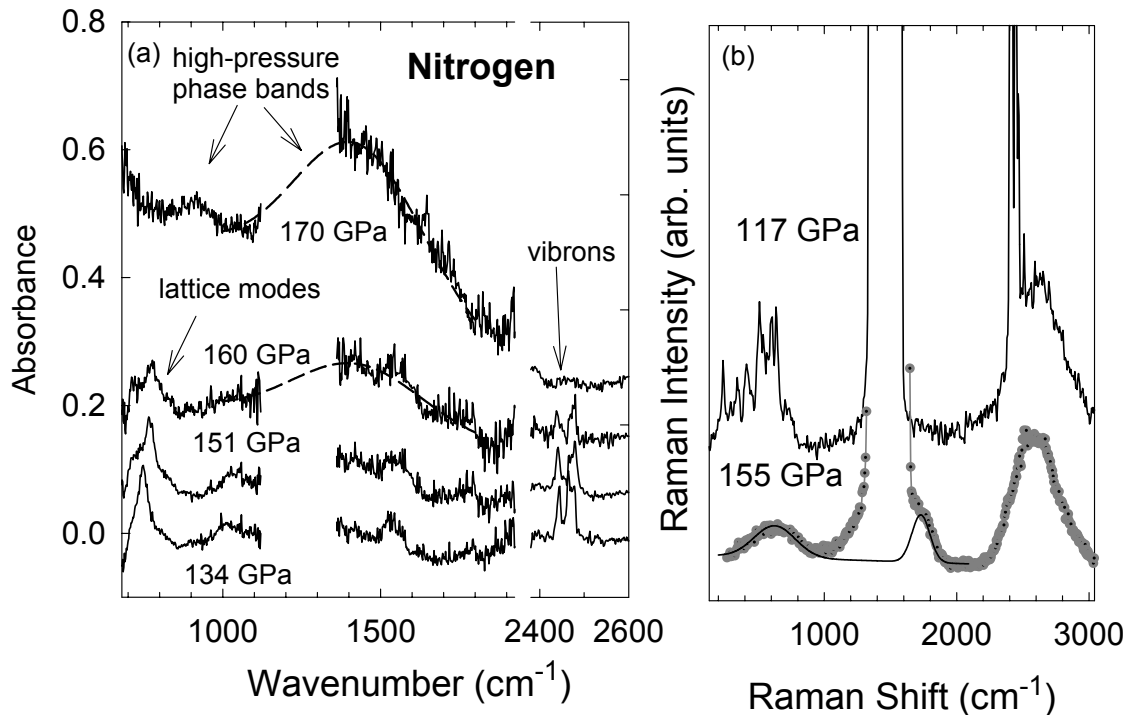 (a)
high-pressure
phase bands
Nitrogen
170 GPa
vibrons
lattice modes
160 GPa
151 GPa
134 GPa
0.8
0.6
0.4
0.2
0.0
Absorbance
1000
1500
2400
2600
Wavenumber (cm-1)
(b)
117 GPa
155 GPa
Raman Intensity (arb. units)
1000
2000
3000
Raman Shift (cm-1)